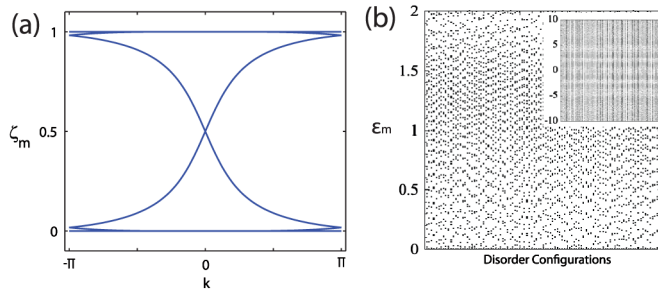 (a)
ζm
1
0.5
0
-π
0
π
k
(b)
εm
2
1.5
1
0.5
0
10
5
0
-5
-10
Disorder Configurations